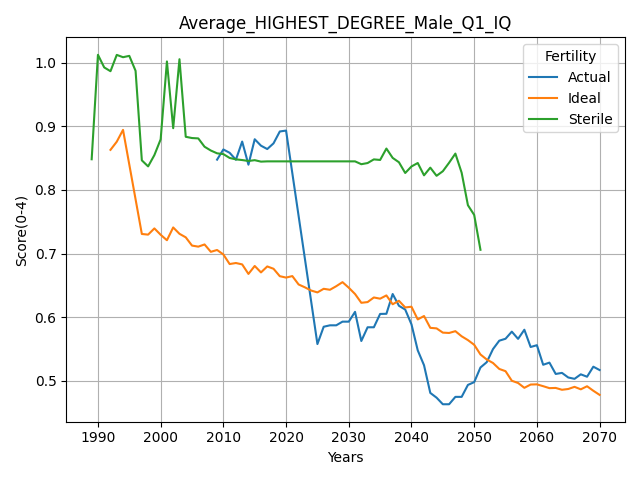 Average_HIGHEST_DEGREE_Male_Q1_IQ
Fertility
Actual
Ideal
Sterile
Score(0-4)
1.0
0.9
0.8
0.7
0.6
0.5
1990 2000 2010 2020 2030 2040 2050 2060 2070
Years